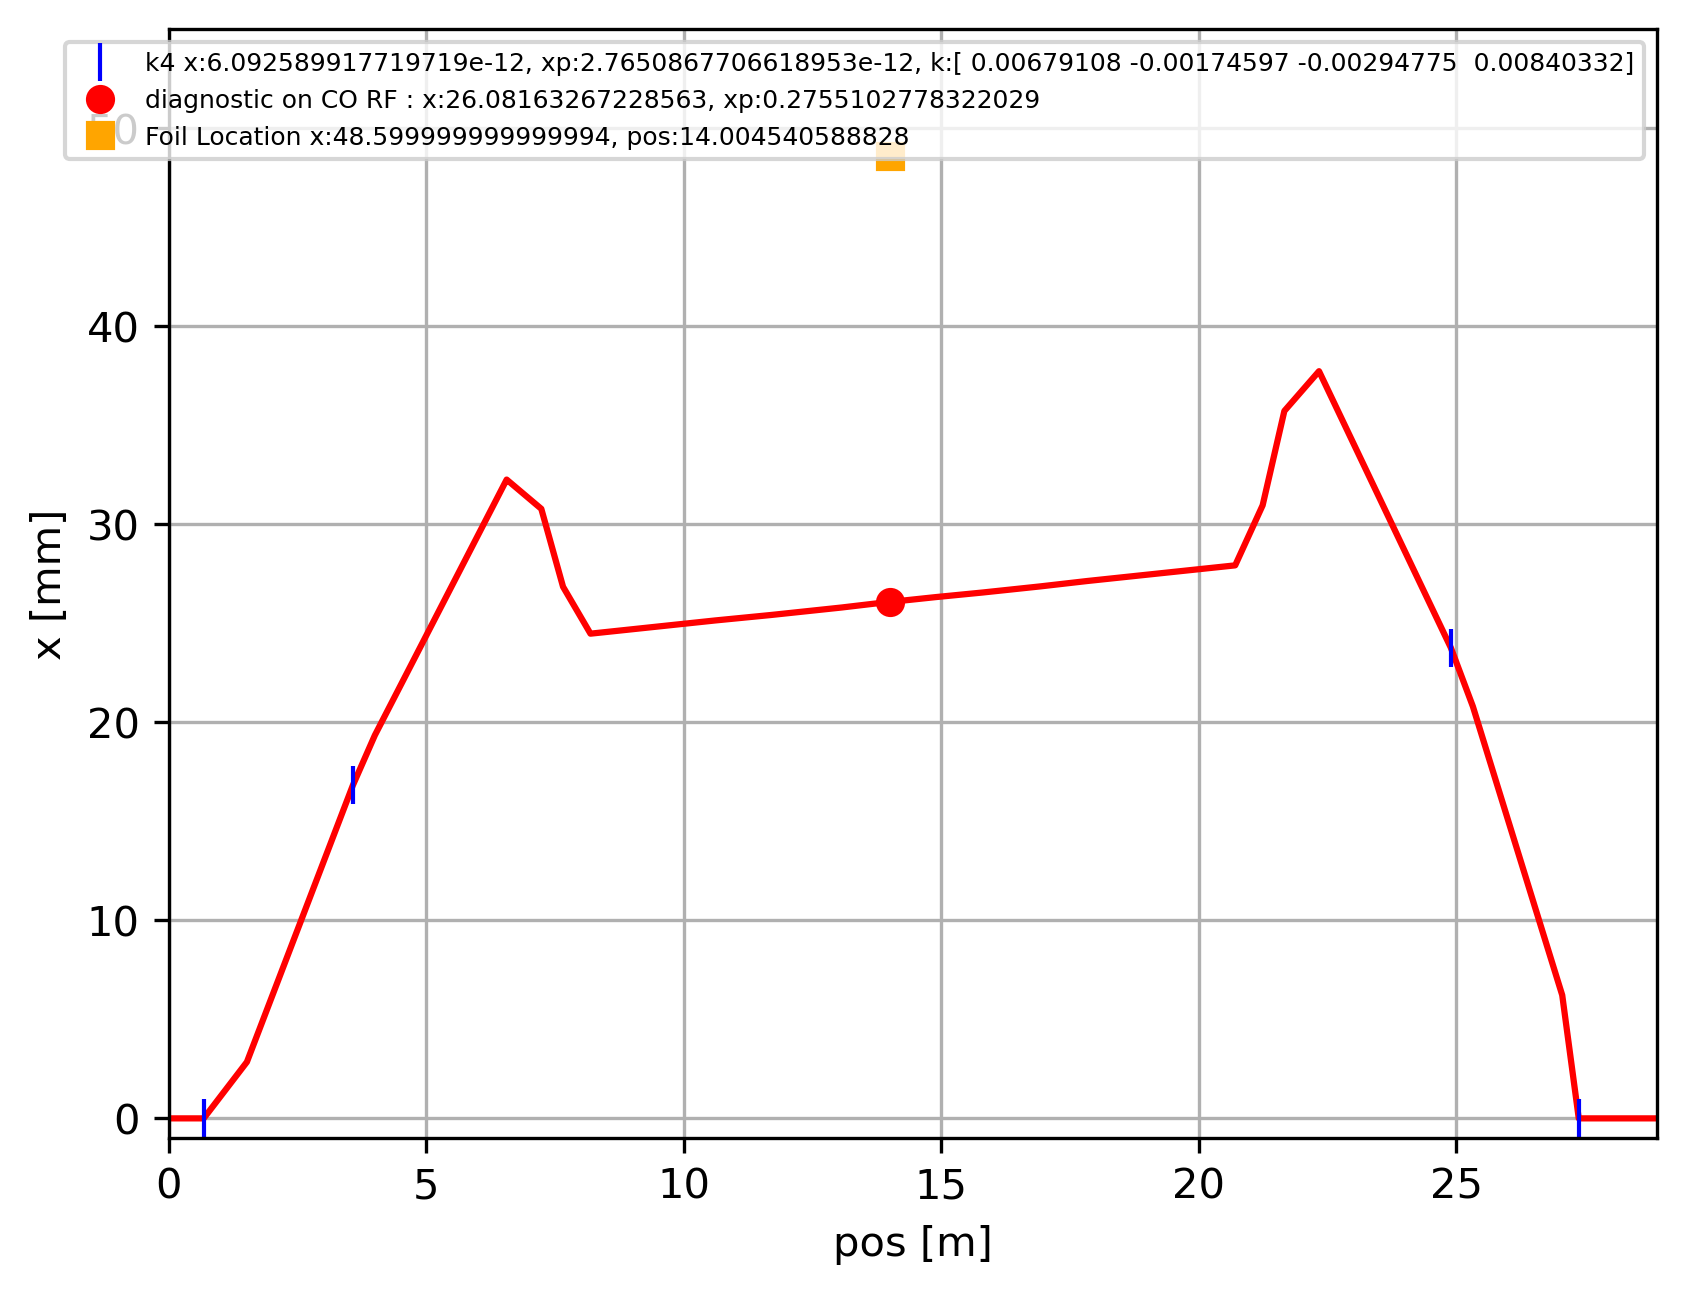 k4 x:6.092589917719719e-12, xp:2.7650867706618953e-12, k:[ 0.00679108 -0.00174597 -0.00294775  0.00840332]
diagnostic on CO RF : x:26.08163267228563, xp:0.2755102778322029
Foil Location x:48.599999999999994, pos:14.004540588828
50
40
30
20
10
0
x [mm]
0 5 10 15 20 25
pos [m]